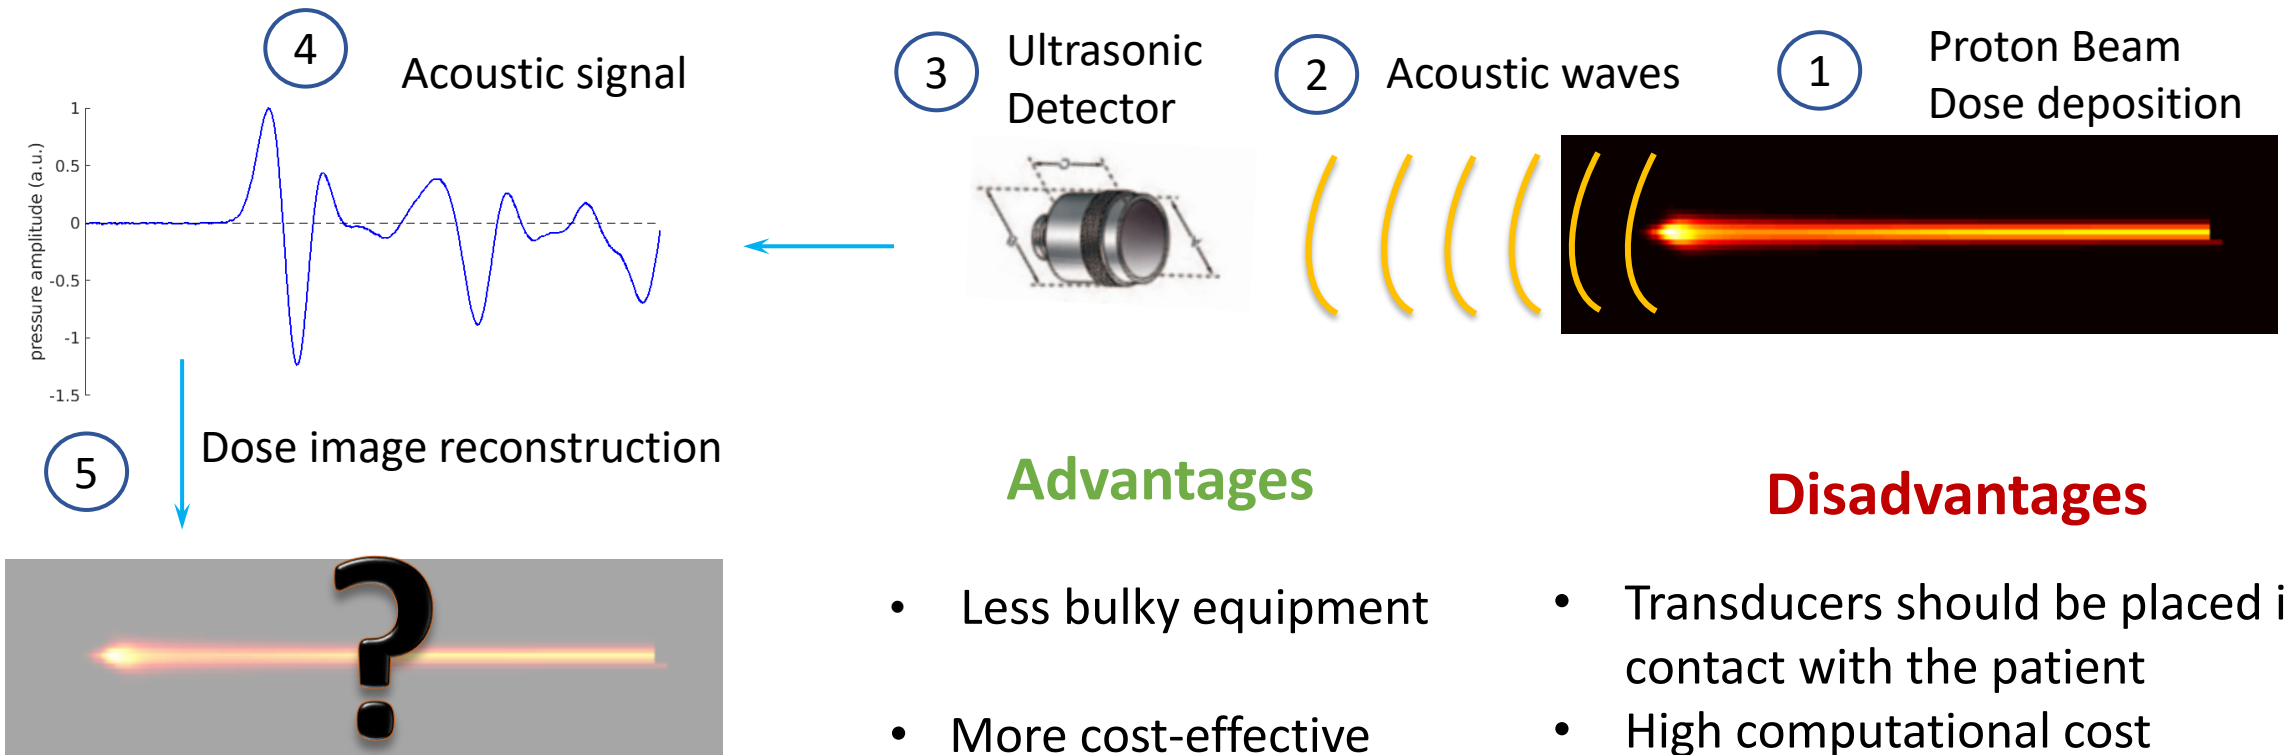 4
Acoustic signal
3
Ultrasonic
Detector
2
Acoustic waves
1
Proton Beam
Dose deposition
pressure amplitude (a.u.)
1
0.5
0
-0.5
-1
-1.5
5
Dose image reconstruction
?
Advantages
• Less bulky equipment
• More cost-effective
Disadvantages
• Transducers should be placed i
contact with the patient
• High computational cost